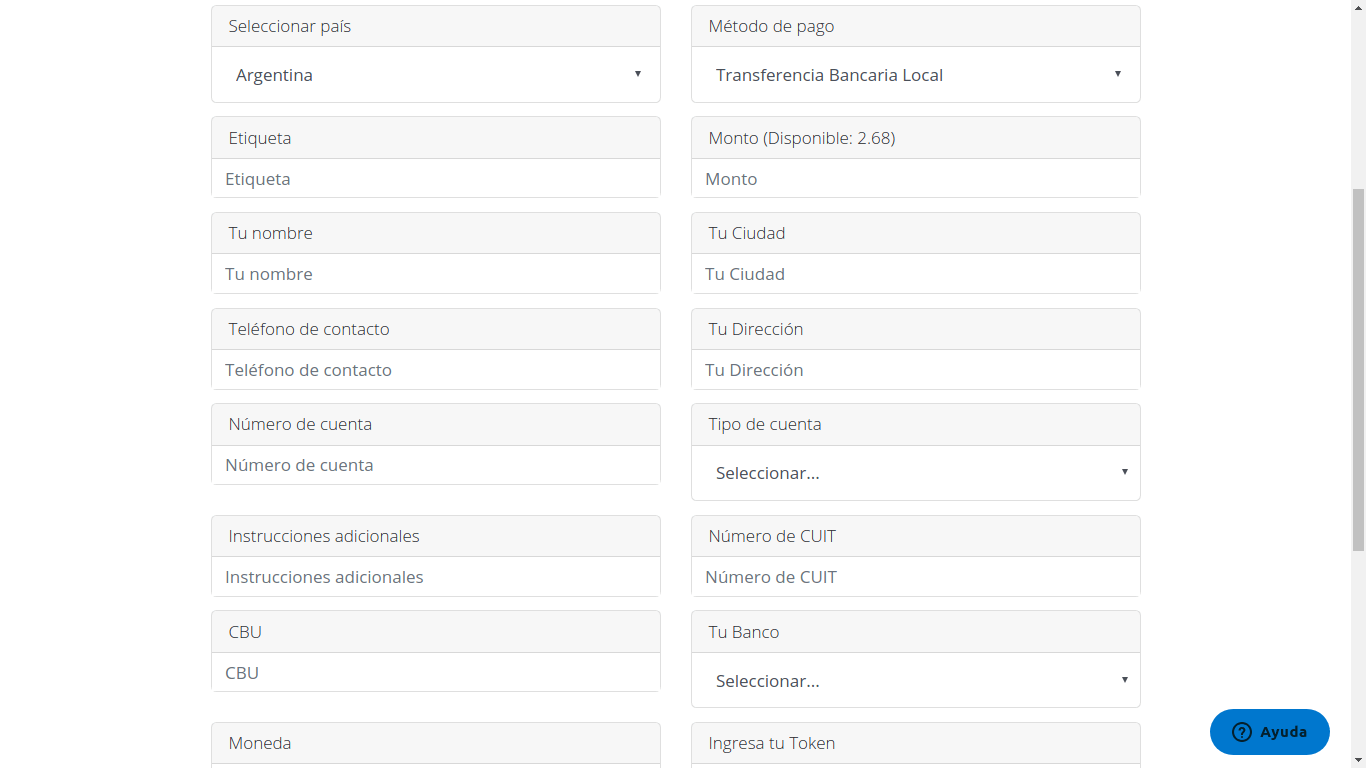 Seleccionar país
Método de pago
Argentina
Transferencia Bancaria Local
Etiqueta
Monto (Disponible: 2.68)
Etiqueta
Monto
Tu nombre
Tu Ciudad
Tu nombre
Tu Ciudad
Teléfono de contacto
Tu Dirección
Teléfono de contacto
Tu Dirección
Número de cuenta
Tipo de cuenta
Número de cuenta
Seleccionar...
Instrucciones adicionales
Número de CUIT
Instrucciones adicionales
Número de CUIT
CBU
Tu Banco
CBU
Seleccionar...
Moneda
Ingresa tu Token
Ayuda